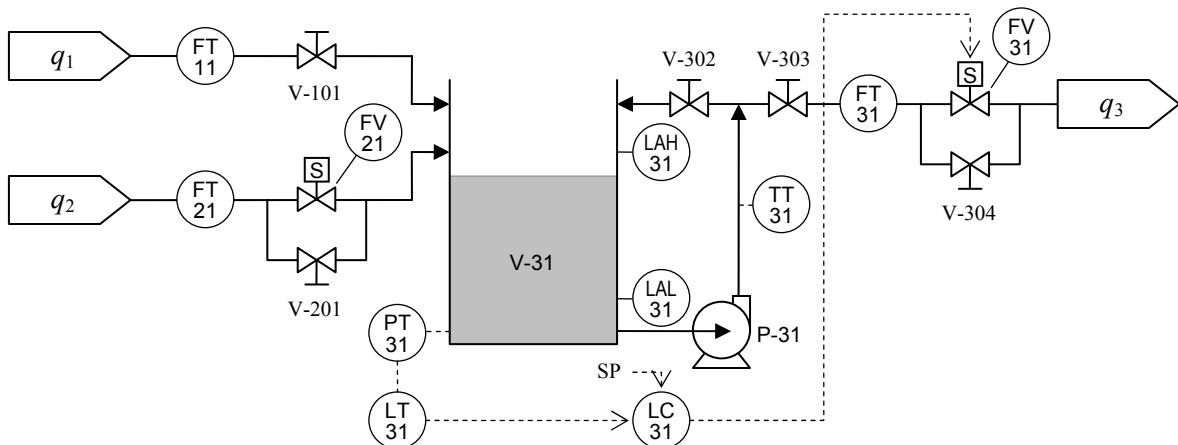 q1
FT
11
V-101
q2
FT
21
S
FV
21
V-201
V-31
LAH
31
LAL
31
PT
31
LT
31
SP
LC
31
P-31
TT
31
V-302
V-303
FT
31
S
FV
31
V-304
q3